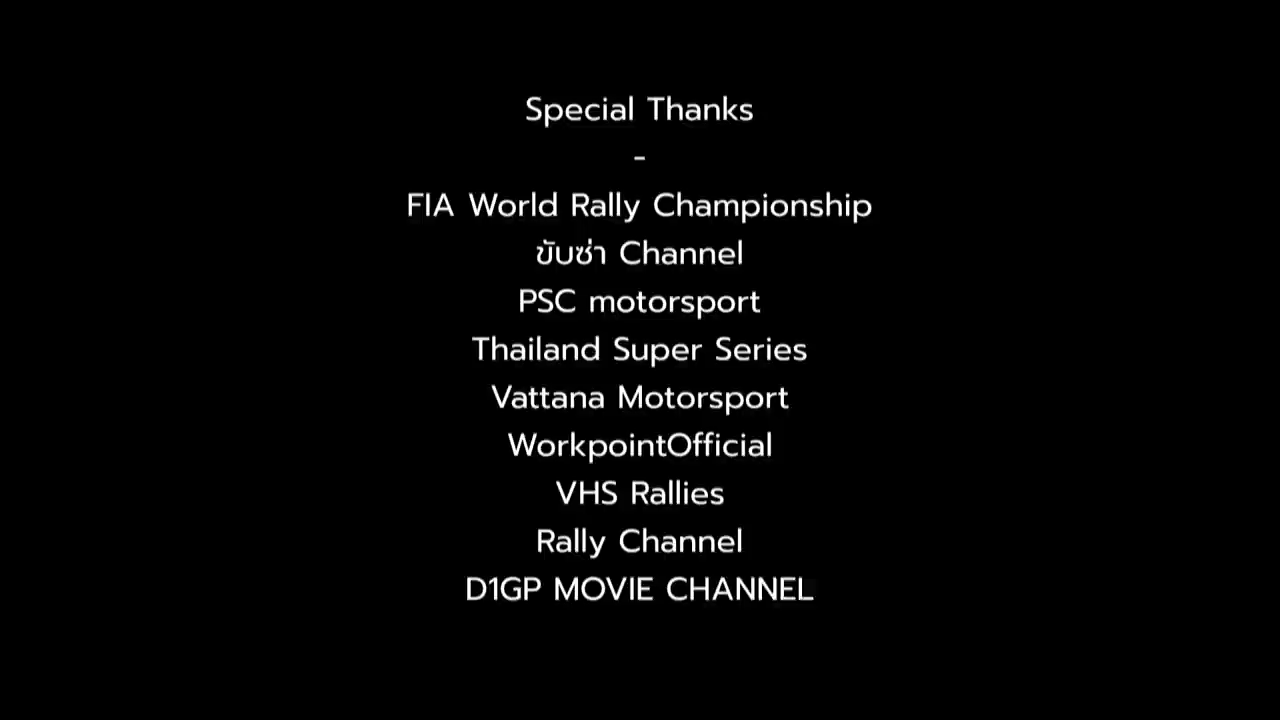 Special Thanks
-
FIA World Rally Championship
ขับซ่า Channel
PSC motorsport
Thailand Super Series
Vattana Motorsport
WorkpointOfficial
VHS Rallies
Rally Channel
D1GP MOVIE CHANNEL